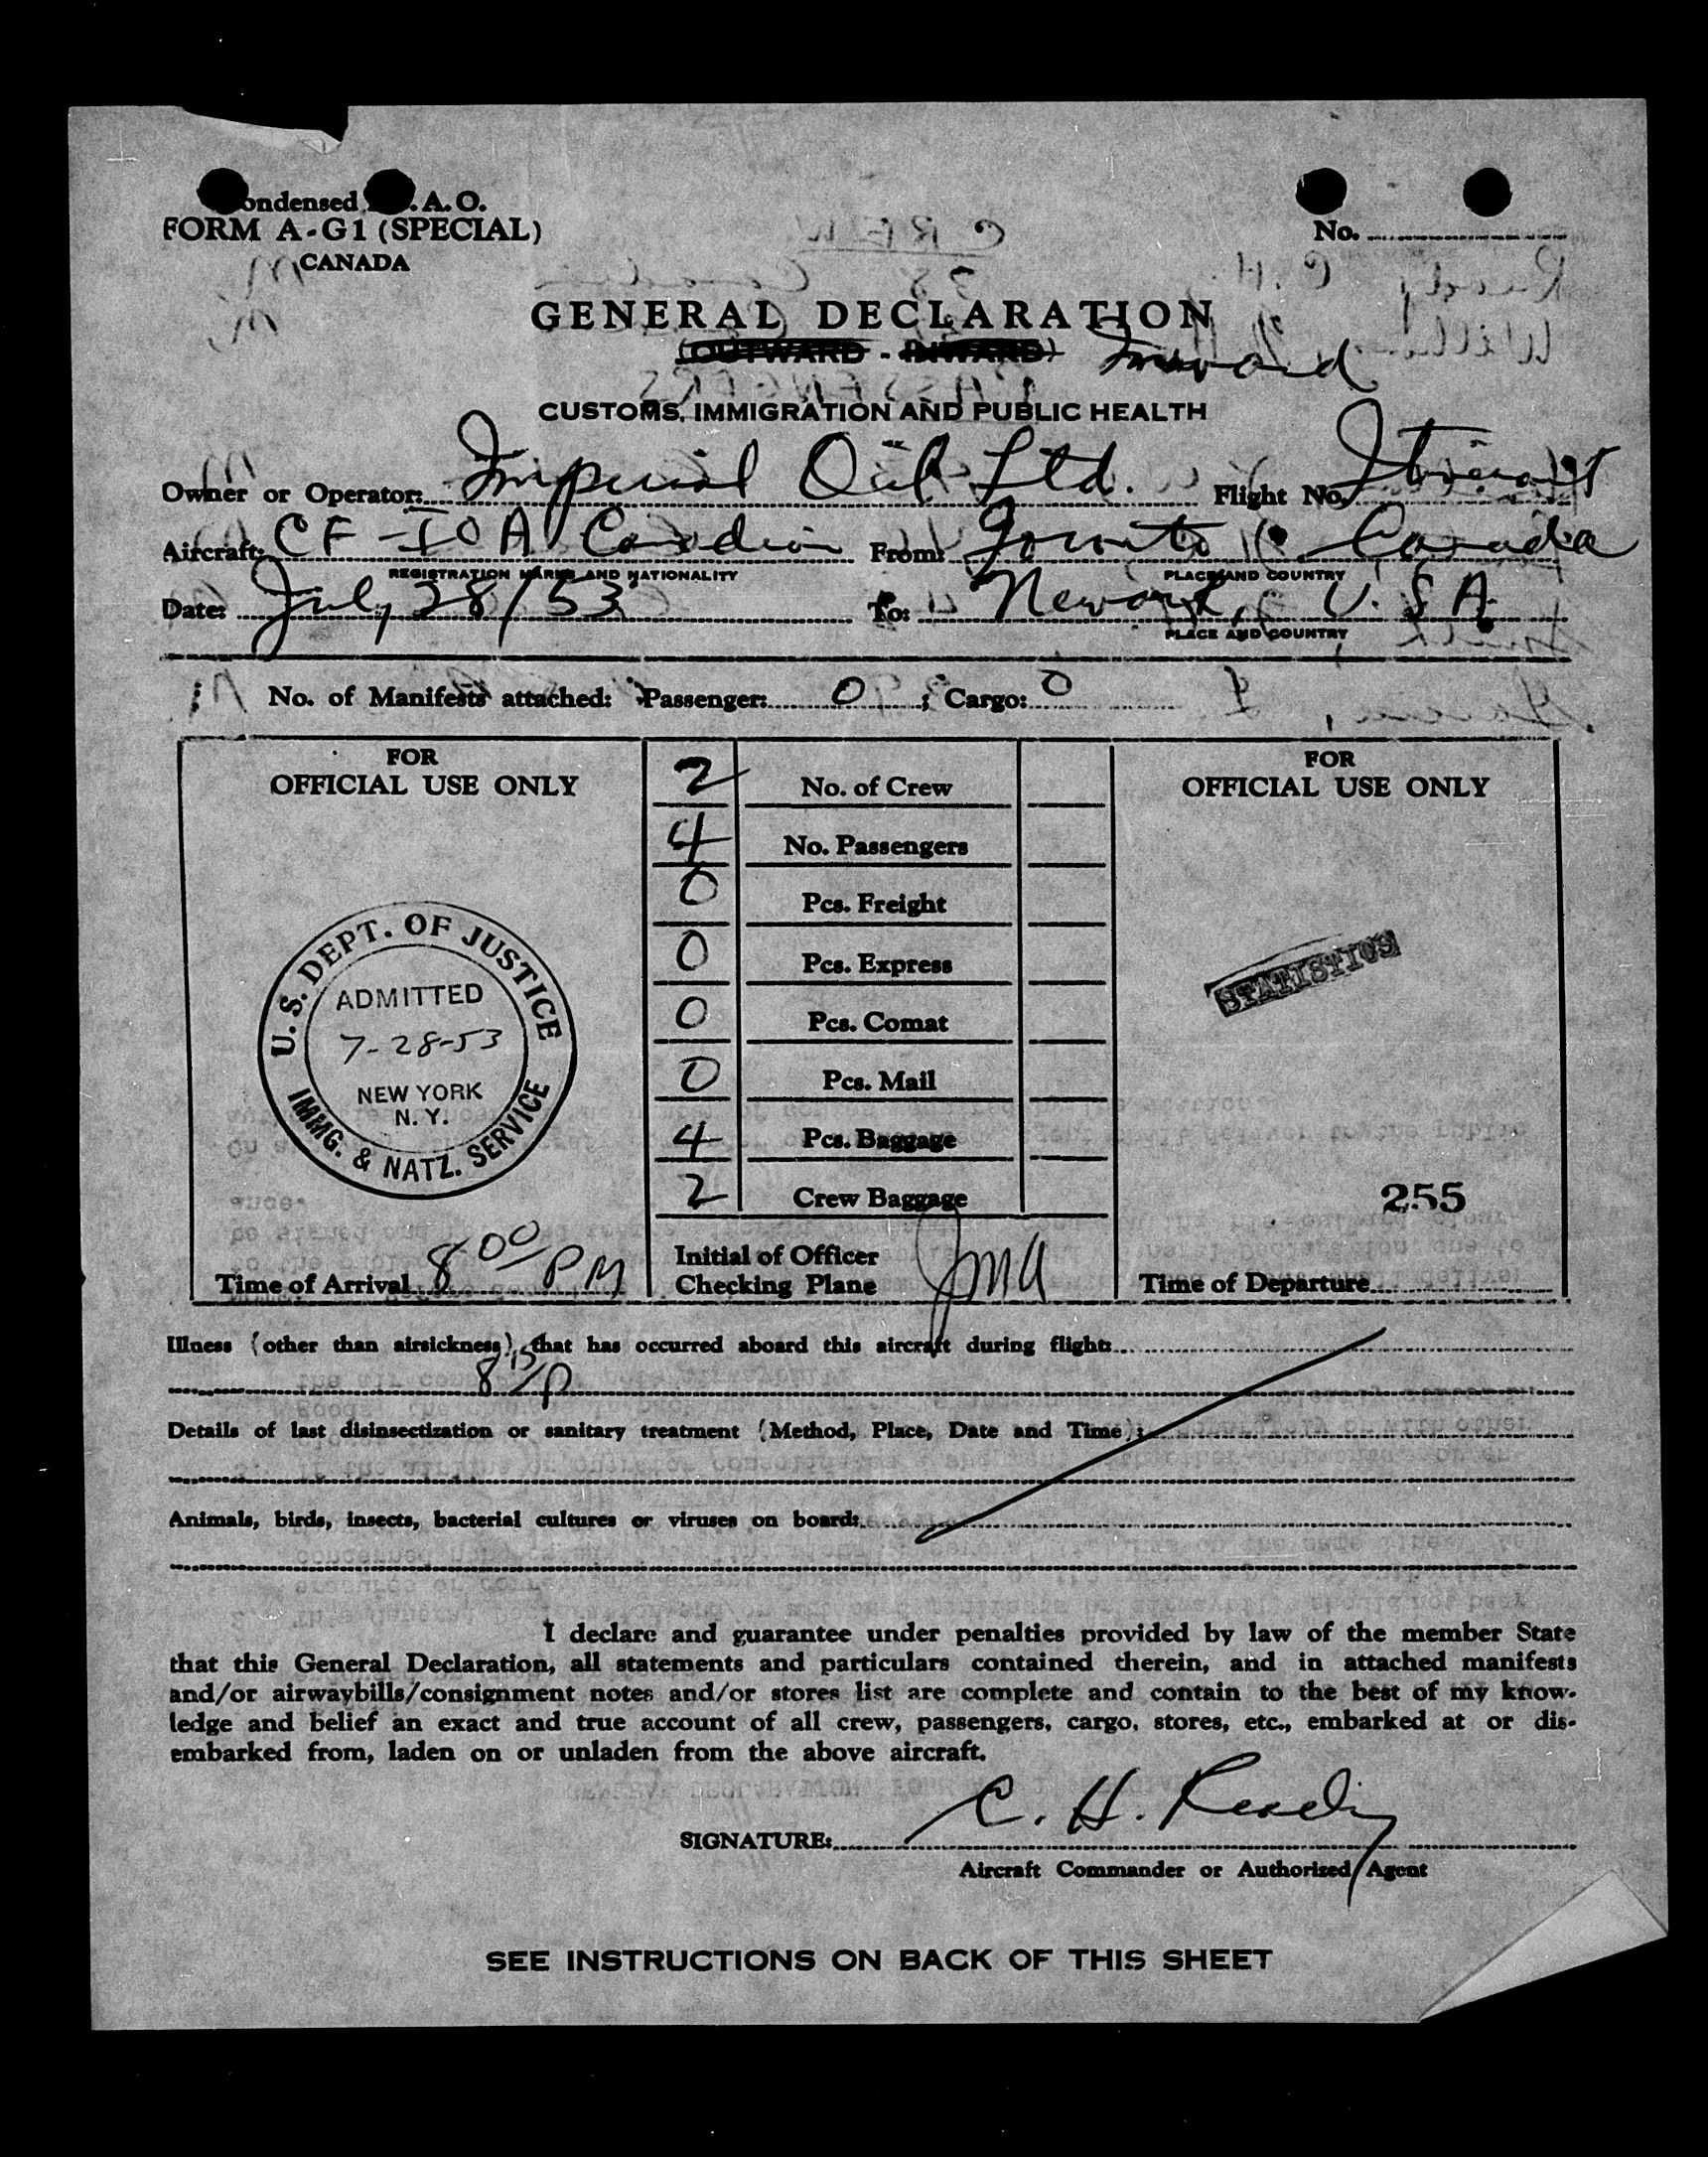 ondensed .A.O.
FORM A-G1 (SPECIAL)
CANADA
No.
GENERAL DECLARATION
(OUTWARD - INWARD) Inward
CUSTOMS, IMMIGRATION AND PUBLIC HEALTH
Owner or Operator: Imperial Oil Ltd. Flight No.
Aircraft: CF-IOA Canadian From: Toronto Canada
REGISTRATION MARKS AND NATIONALITY PLACE AND COUNTRY
Date: July 28/53 To: Newark, U.S.A.
PLACE AND COUNTRY
No. of Manifests attached: Passenger: 0 ; Cargo: 0
FOR
OFFICIAL USE ONLY
U.S. DEPT. OF JUSTICE
ADMITTED
7-28-53
NEW YORK
N.Y.
IMMG. & NATZ. SERVICE
Time of Arrival 8 00 PM
2 No. of Crew
4 No. Passengers
0 Pcs. Freight
0 Pcs. Express
0 Pcs. Comat
0 Pcs. Mail
4 Pcs. Baggage
2 Crew Baggage
Initial of Officer
Checking Plane JMA
FOR
OFFICIAL USE ONLY
STATISTICS
255
Time of Departure
Illness (other than airsickness), that has occurred aboard this aircraft during flight:
8 15/P
Details of last disinsectization or sanitary treatment (Method, Place, Date and Time):
Animals, birds, insects, bacterial cultures or viruses on board:
I declare and guarantee under penalties provided by law of the member State
that this General Declaration, all statements and particulars contained therein, and in attached manifests
and/or airwaybills/consignment notes and/or stores list are complete and contain to the best of my know-
ledge and belief an exact and true account of all crew, passengers, cargo, stores, etc., embarked at or dis-
embarked from, laden on or unladen from the above aircraft.
SIGNATURE: C. H. Ready
Aircraft Commander or Authorized Agent
SEE INSTRUCTIONS ON BACK OF THIS SHEET